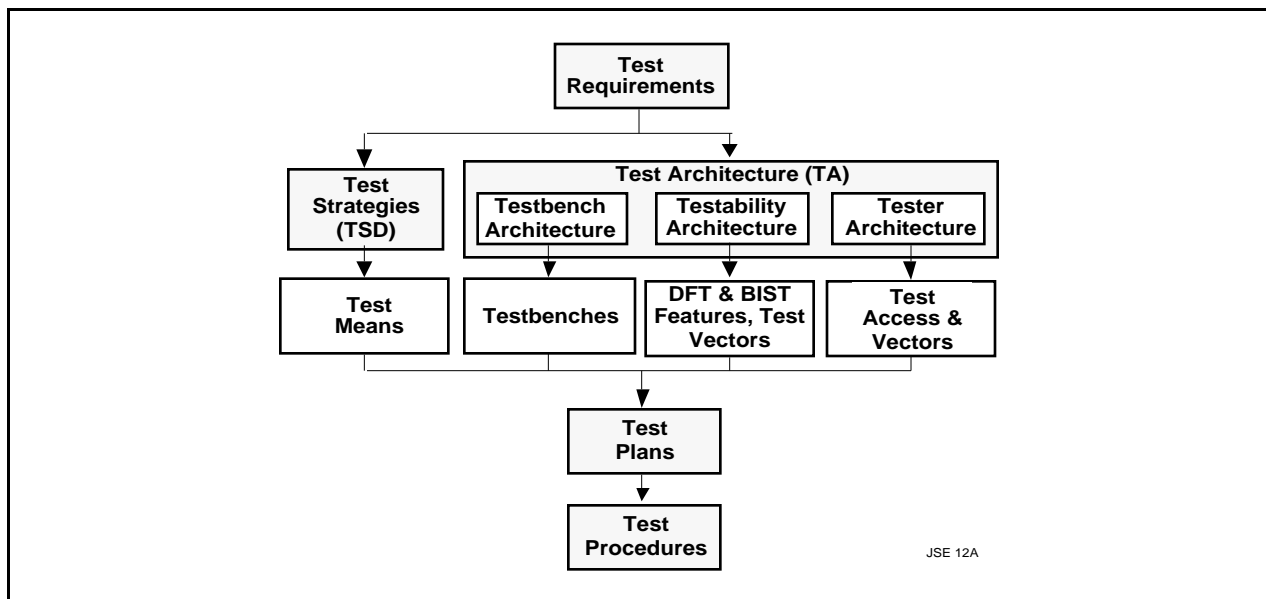 Test
Requirements
Test Architecture (TA)
Test
Strategies
(TSD)
Testbench
Architecture
Testability
Architecture
Tester
Architecture
Test
Means
Testbenches
DFT & BIST
Features, Test
Vectors
Test
Access &
Vectors
Test
Plans
Test
Procedures
JSE 12A